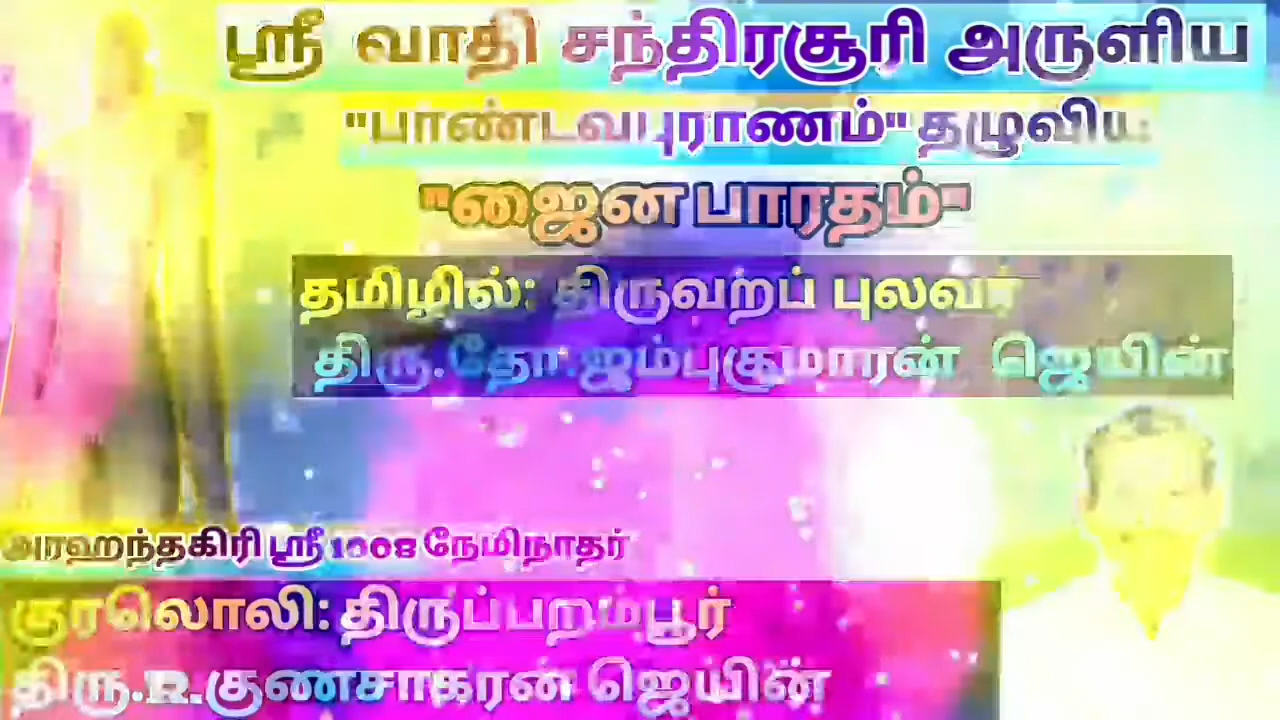 ஸ்ரீ வாதி சந்திரசூரி அருளிய
"பாண்டவபுராணம்" தழுவிய
"ஜைன பாரதம்"
தமிழில்: திருவறப் புலவர்
திரு.தோ.ஜம்புகுமாரன் ஜெயின்
அரஹந்தகிரி ஸ்ரீ 1008 நேமிநாதர்
குரலொலி: திருப்பறம்பூர்
திரு.R.குணசாகரன் ஜெயின்